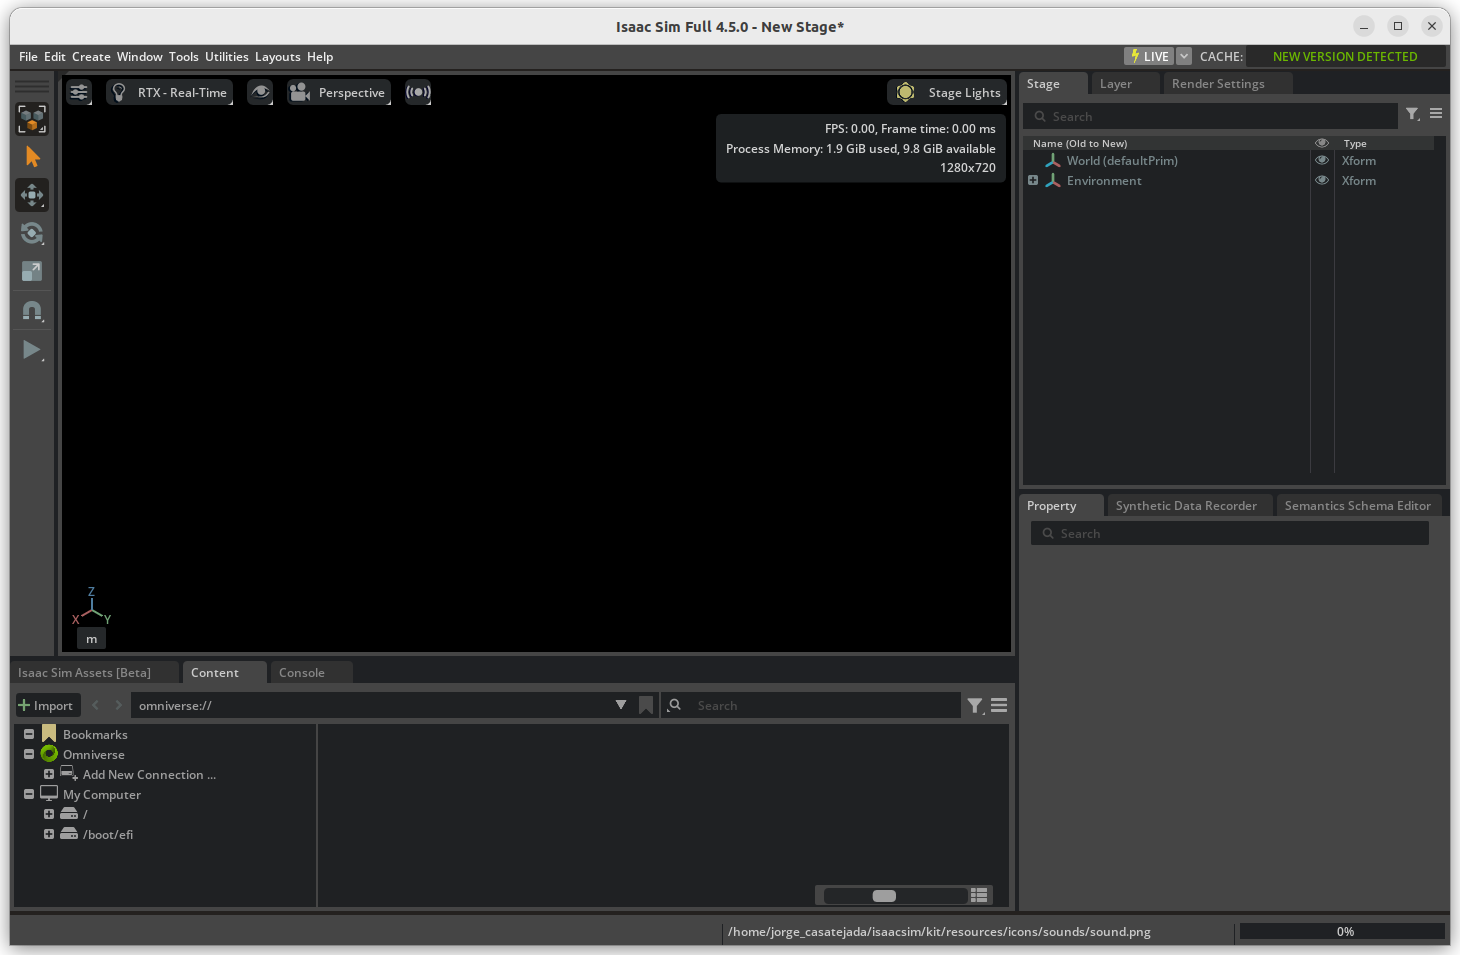 Isaac Sim Full 4.5.0 - New Stage*
File Edit Create Window Tools Utilities Layouts Help
LIVE CACHE: NEW VERSION DETECTED
RTX - Real-Time
Perspective
Stage Lights
FPS: 0.00, Frame time: 0.00 ms
Process Memory: 1.9 GiB used, 9.8 GiB available
1280x720
Z
X Y
m
Stage Layer Render Settings
Search
Name (Old to New) Type
World (defaultPrim) Xform
Environment Xform
Property Synthetic Data Recorder Semantics Schema Editor
Search
Isaac Sim Assets [Beta] Content Console
Import omniverse:// Search
Bookmarks
Omniverse
Add New Connection ...
My Computer
/
/boot/efi
/home/jorge_casatejada/isaacsim/kit/resources/icons/sounds/sound.png 0%